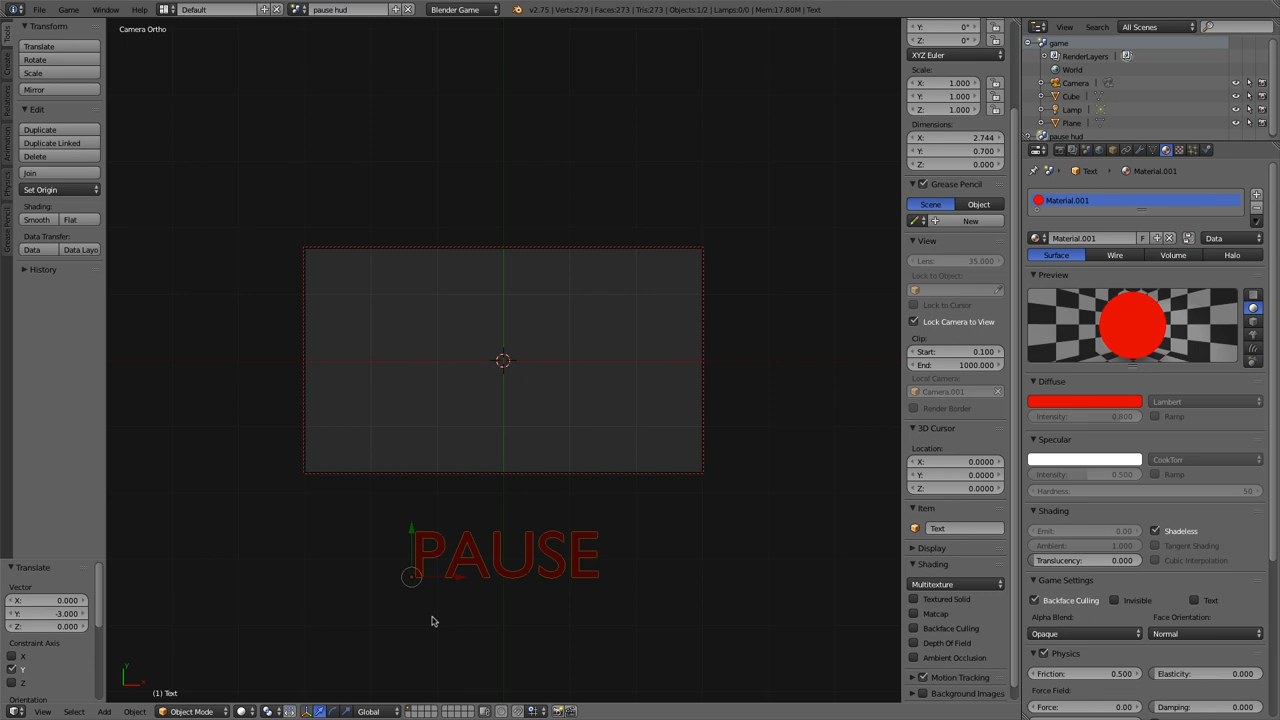 File Game Window Help Default pause hud Blender Game v2.75 | Verts:279 | Faces:273 | Tris:273 | Objects:1/2 | Lamps:0/0 | Mem:17.80M | Text
Camera Ortho
Tools
Create
Relations
Animation
Physics
Grease Pencil
Transform
Translate
Rotate
Scale
Mirror
Edit
Duplicate
Duplicate Linked
Delete
Join
Set Origin
Shading:
Smooth Flat
Data Transfer:
Data Data Layo
History
Translate
Vector
X: 0.000
Y: -3.000
Z: 0.000
Constraint Axis
X
Y
Z
Orientation
PAUSE
y
x
(1) Text
View Select Add Object Object Mode Global
Y: 0°
Z: 0°
XYZ Euler
Scale:
X: 1.000
Y: 1.000
Z: 1.000
Dimensions:
X: 2.744
Y: 0.700
Z: 0.000
Grease Pencil
Scene Object
New
View
Lens: 35.000
Lock to Object:
Lock to Cursor
Lock Camera to View
Clip:
Start: 0.100
End: 1000.000
Local Camera:
Camera.001
Render Border
3D Cursor
Location:
X: 0.0000
Y: 0.0000
Z: 0.0000
Item
Text
Display
Shading
Multitexture
Textured Solid
Matcap
Backface Culling
Depth Of Field
Ambient Occlusion
Motion Tracking
Background Images
View Search All Scenes
game
RenderLayers
World
Camera
Cube
Lamp
Plane
pause hud
Text Material.001
Material.001
Material.001 F Data
Surface Wire Volume Halo
Preview
Diffuse
Lambert
Intensity: 0.800 Ramp
Specular
CookTorr
Intensity: 0.500 Ramp
Hardness: 50
Shading
Emit: 0.00 Shadeless
Ambient: 1.000 Tangent Shading
Translucency: 0.000 Cubic Interpolation
Game Settings
Backface Culling Invisible Text
Alpha Blend: Face Orientation:
Opaque Normal
Physics
Friction: 0.500 Elasticity: 0.000
Force Field:
Force: 0.00 Damping: 0.000